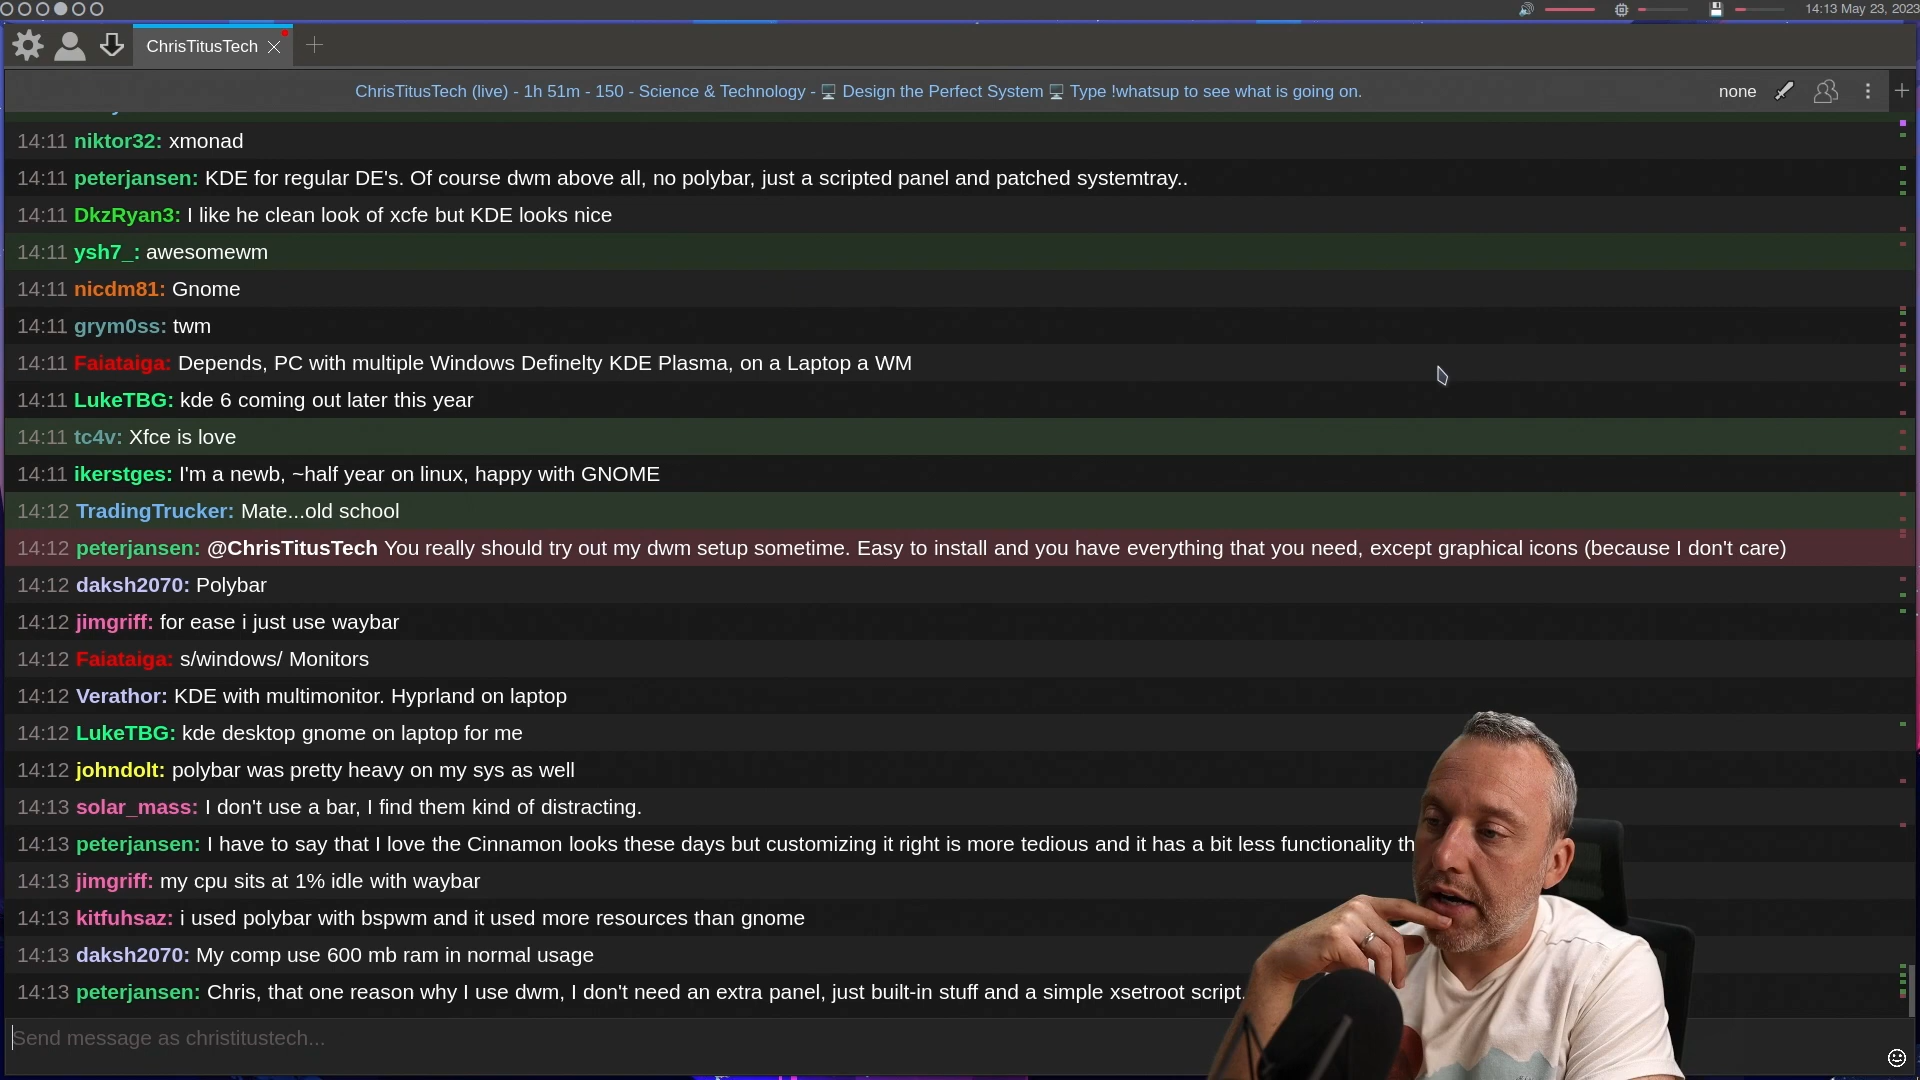 14:13 May 23, 2023
ChrisTitusTech
ChrisTitusTech (live) - 1h 51m - 150 - Science & Technology - 🖥️ Design the Perfect System 🖥️ Type !whatsup to see what is going on.
none
14:11 niktor32: xmonad
14:11 peterjansen: KDE for regular DE's. Of course dwm above all, no polybar, just a scripted panel and patched systemtray..
14:11 DkzRyan3: I like he clean look of xcfe but KDE looks nice
14:11 ysh7_: awesomewm
14:11 nicdm81: Gnome
14:11 grym0ss: twm
14:11 Faiataiga: Depends, PC with multiple Windows Definelty KDE Plasma, on a Laptop a WM
14:11 LukeTBG: kde 6 coming out later this year
14:11 tc4v: Xfce is love
14:11 ikerstges: I'm a newb, ~half year on linux, happy with GNOME
14:12 TradingTrucker: Mate...old school
14:12 peterjansen: @ChrisTitusTech You really should try out my dwm setup sometime. Easy to install and you have everything that you need, except graphical icons (because I don't care)
14:12 daksh2070: Polybar
14:12 jimgriff: for ease i just use waybar
14:12 Faiataiga: s/windows/ Monitors
14:12 Verathor: KDE with multimonitor. Hyprland on laptop
14:12 LukeTBG: kde desktop gnome on laptop for me
14:12 johndolt: polybar was pretty heavy on my sys as well
14:13 solar_mass: I don't use a bar, I find them kind of distracting.
14:13 peterjansen: I have to say that I love the Cinnamon looks these days but customizing it right is more tedious and it has a bit less functionality th
14:13 jimgriff: my cpu sits at 1% idle with waybar
14:13 kitfuhsaz: i used polybar with bspwm and it used more resources than gnome
14:13 daksh2070: My comp use 600 mb ram in normal usage
14:13 peterjansen: Chris, that one reason why I use dwm, I don't need an extra panel, just built-in stuff and a simple xsetroot script.
Send message as christitustech...